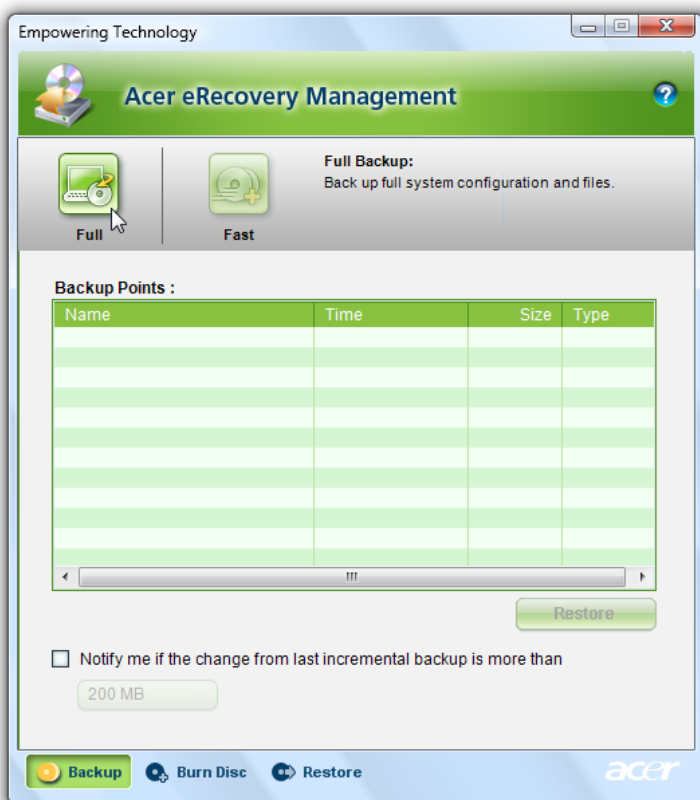 Empowering Technology
Acer eRecovery Management
Full Backup:
Back up full system configuration and files.
Full
Fast
Backup Points :
Name Time Size Type
Restore
Notify me if the change from last incremental backup is more than
200 MB
Backup Burn Disc Restore
acer